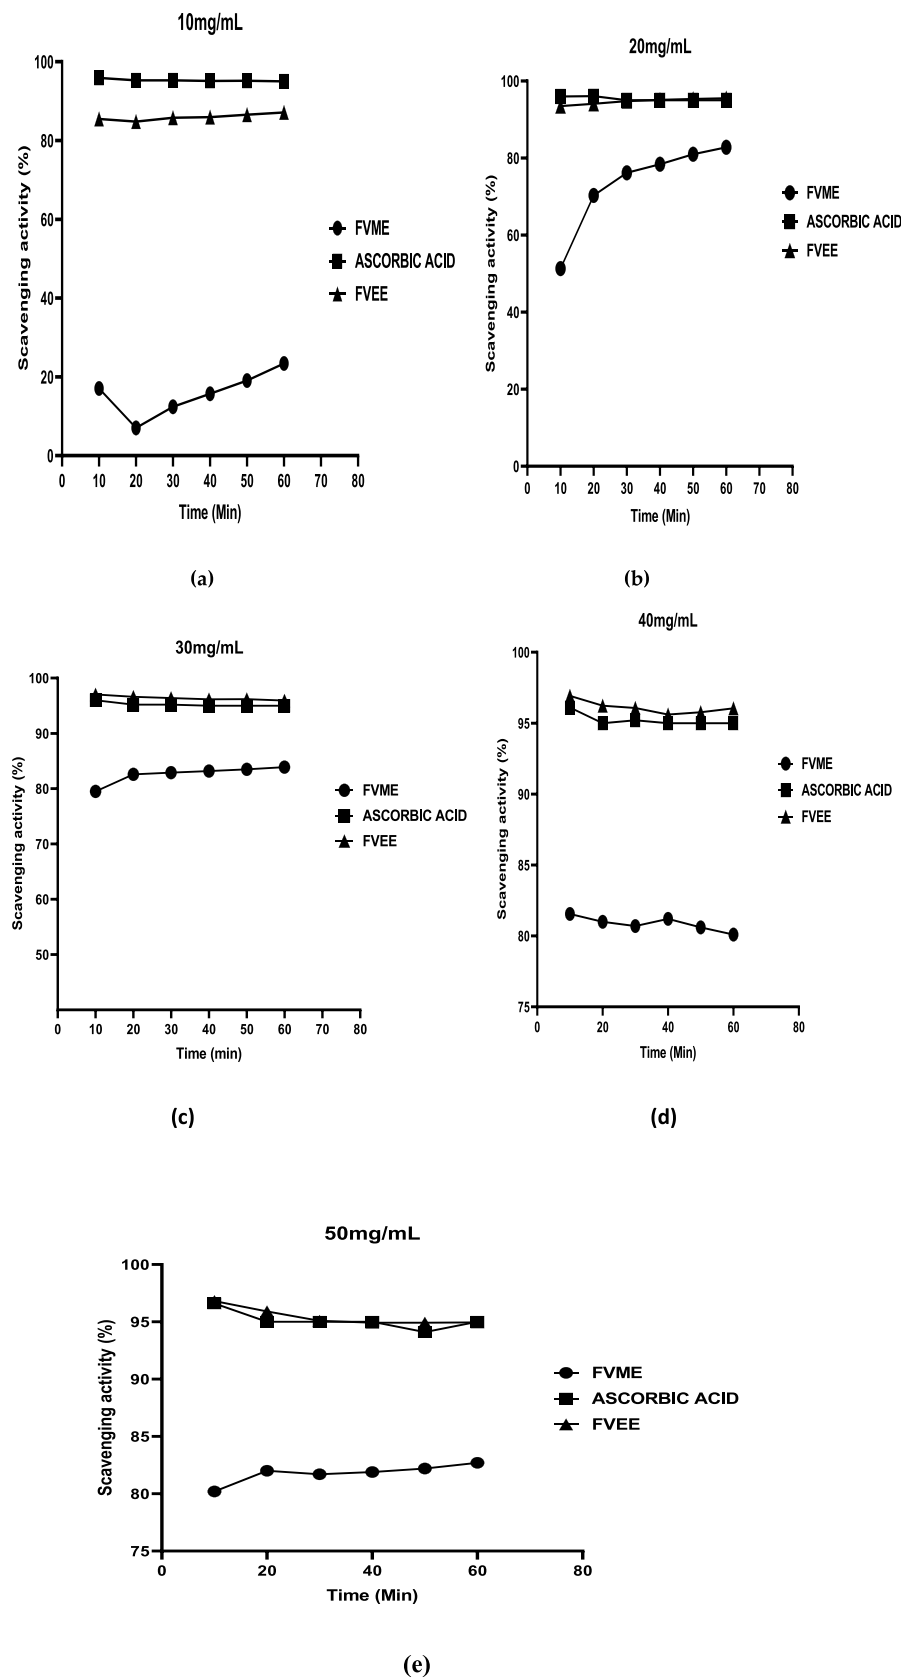 10mg/mL
100
80
60
40
20
0
Scavenging activity (%)
0 10 20 30 40 50 60 70 80
Time (Min)
FVME
ASCORBIC ACID
FVEE
(a)
20mg/mL
100
80
60
40
20
0
Scavenging activity (%)
0 10 20 30 40 50 60 70 80
Time (Min)
FVME
ASCORBIC ACID
FVEE
(b)
30mg/mL
100
90
80
70
60
50
Scavenging activity (%)
0 10 20 30 40 50 60 70 80
Time (min)
FVME
ASCORBIC ACID
FVEE
(c)
40mg/mL
100
95
90
85
80
75
Scavenging activity (%)
0 20 40 60 80
Time (Min)
FVME
ASCORBIC ACID
FVEE
(d)
50mg/mL
100
95
90
85
80
75
Scavenging activity (%)
0 20 40 60 80
Time (Min)
FVME
ASCORBIC ACID
FVEE
(e)